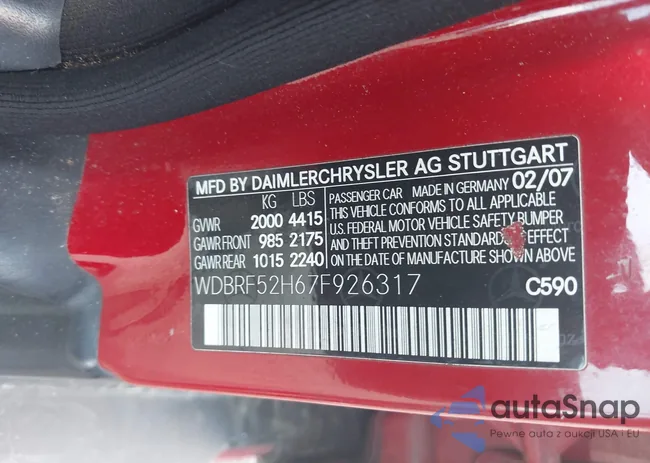 MFD BY DAIMLERCHRYSLER AG STUTTGART
KG LBS
GVWR 2000 4415
GAWR FRONT 985 2175
GAWR REAR 1015 2240
PASSENGER CAR MADE IN GERMANY 02/07
THIS VEHICLE CONFORMS TO ALL APPLICABLE
U.S. FEDERAL MOTOR VEHICLE SAFETY BUMPER
AND THEFT PREVENTION STANDARDS EFFECT
ON THE DATE OF MANUFACTURE SHOWN ABOVE
WDBRF52H67F926317 C590
autoSnap
Pewne auta z aukcji USA i EU